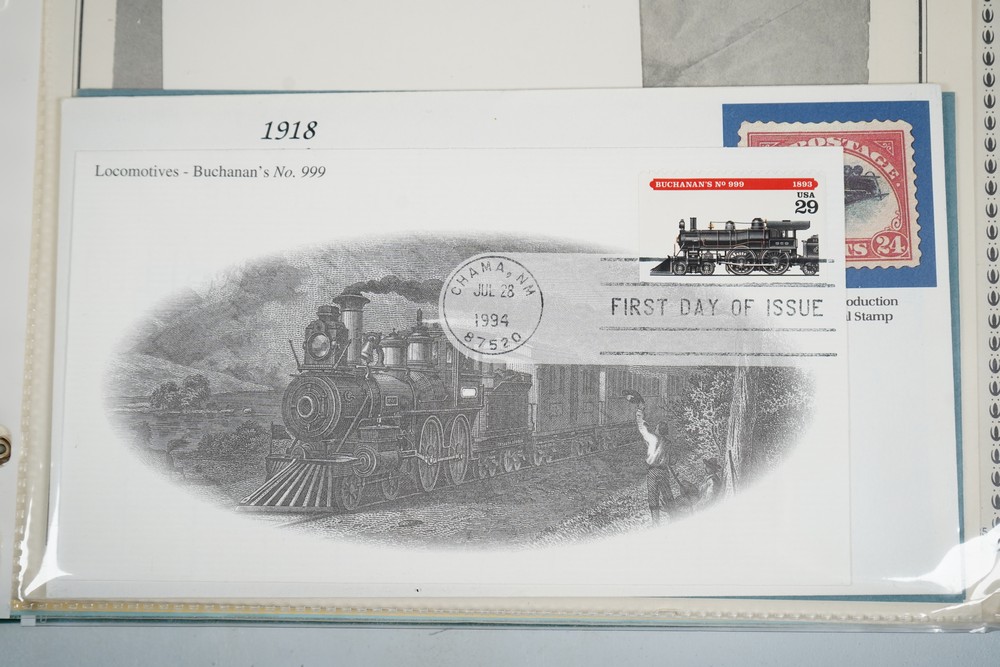 1918
Locomotives - Buchanan's No. 999
BUCHANAN'S Nº 999 1893
USA
29
999
POSTAGE.
24
CHAMA, NM
JUL 28
1994
87520
FIRST DAY OF ISSUE
oduction
l Stamp